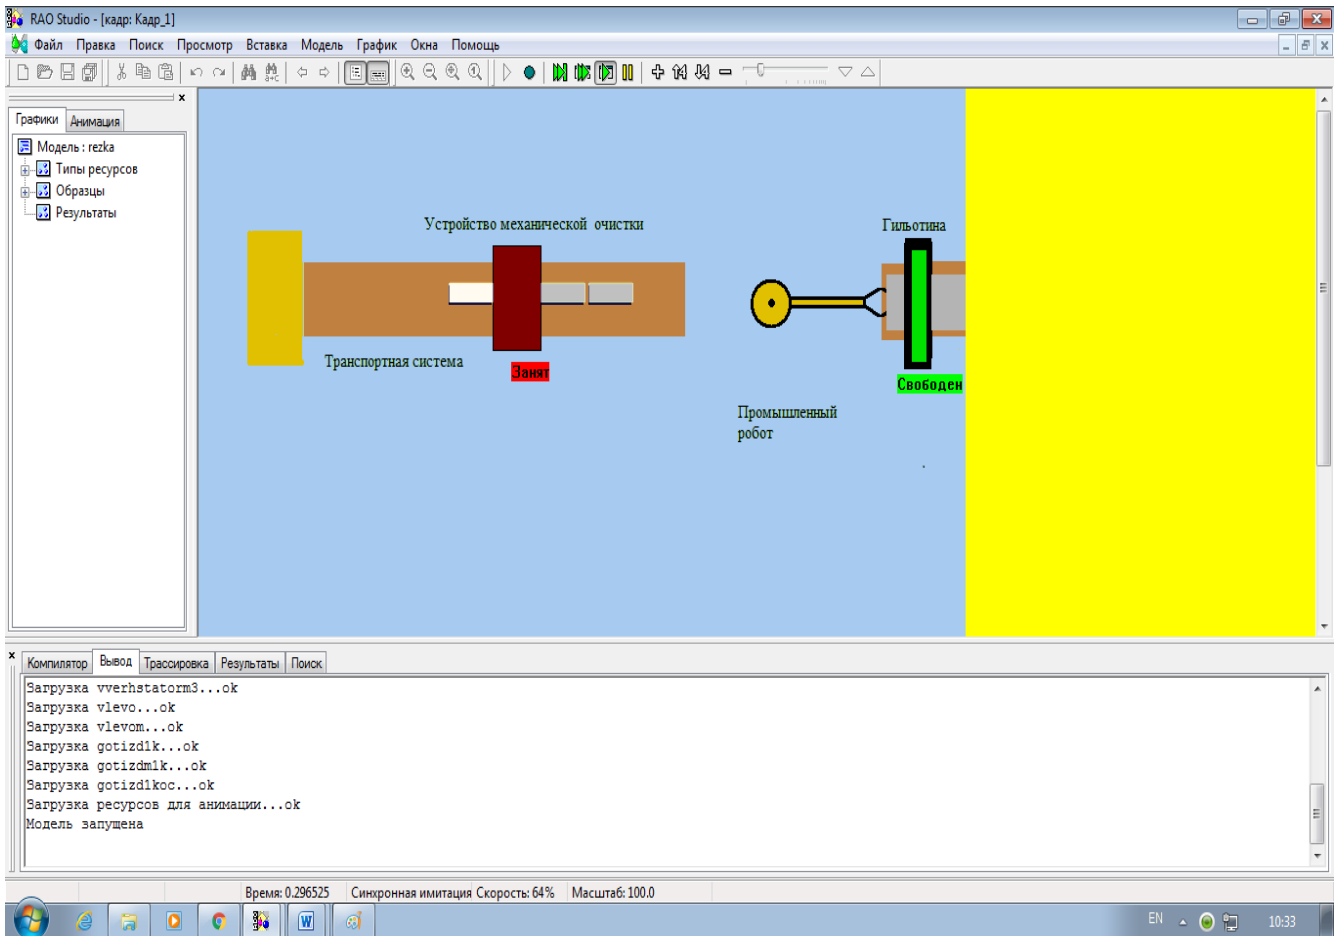 RAO Studio - [кадр: Кадр_1]
Файл Правка Поиск Просмотр Вставка Модель График Окна Помощь
Графики Анимация
Модель : rezka
Типы ресурсов
Образцы
Результаты
Устройство механической очистки
Гильотина
Транспортная система
Занят
Свободен
Промышленный
робот
Компилятор Вывод Трассировка Результаты Поиск
Загрузка vverhstatorm3...ok
Загрузка vlevo...ok
Загрузка vlevom...ok
Загрузка gotizd1k...ok
Загрузка gotizdm1k...ok
Загрузка gotizd1koc...ok
Загрузка ресурсов для анимации...ok
Модель запущена
Время: 0.296525 Синхронная имитация Скорость: 64% Масштаб: 100.0
EN 10:33